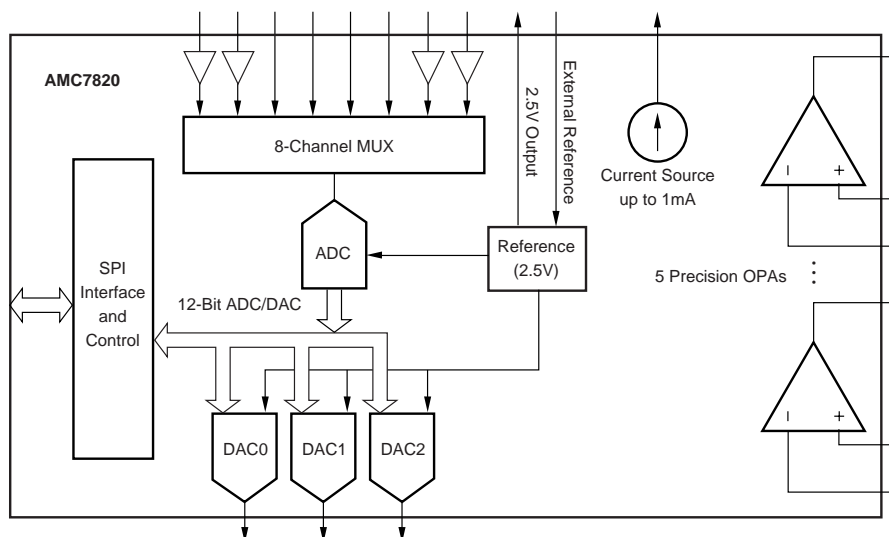 AMC7820
8-Channel MUX
2.5V Output
External Reference
Current Source
up to 1mA
ADC
Reference
(2.5V)
5 Precision OPAs
SPI
Interface
and
Control
12-Bit ADC/DAC
DAC0
DAC1
DAC2